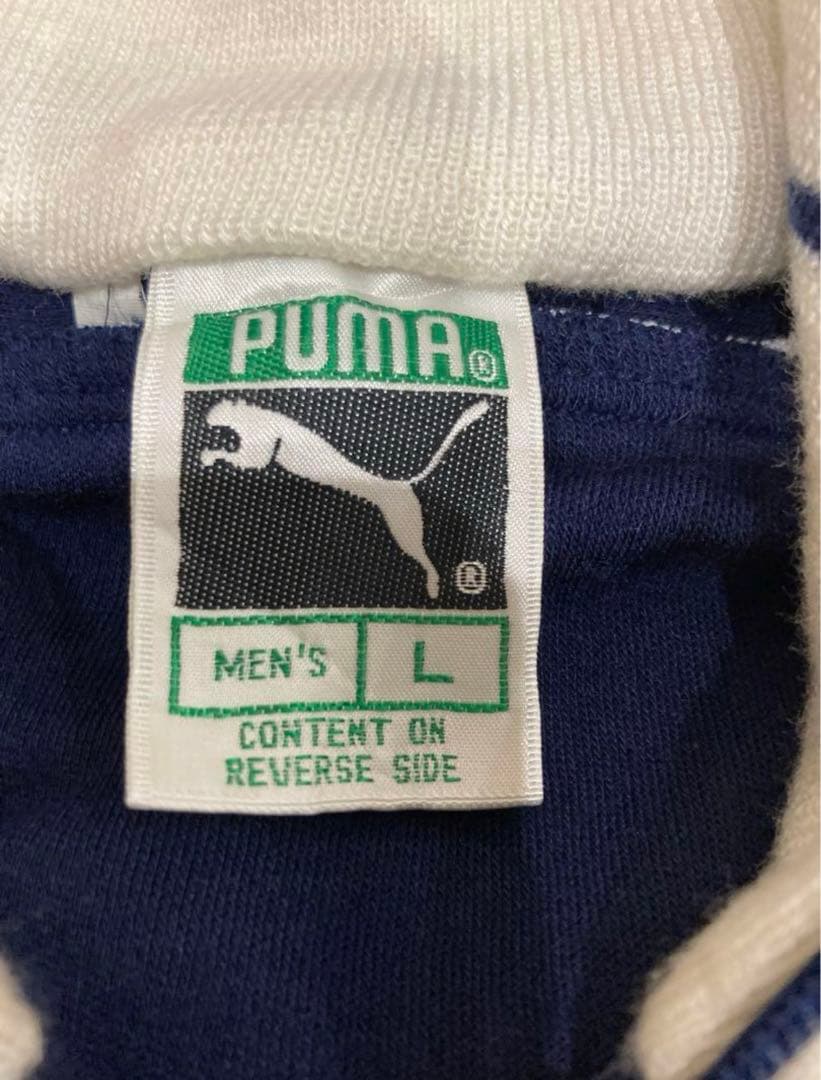 PUMA®
®
MEN'S L
CONTENT ON
REVERSE SIDE